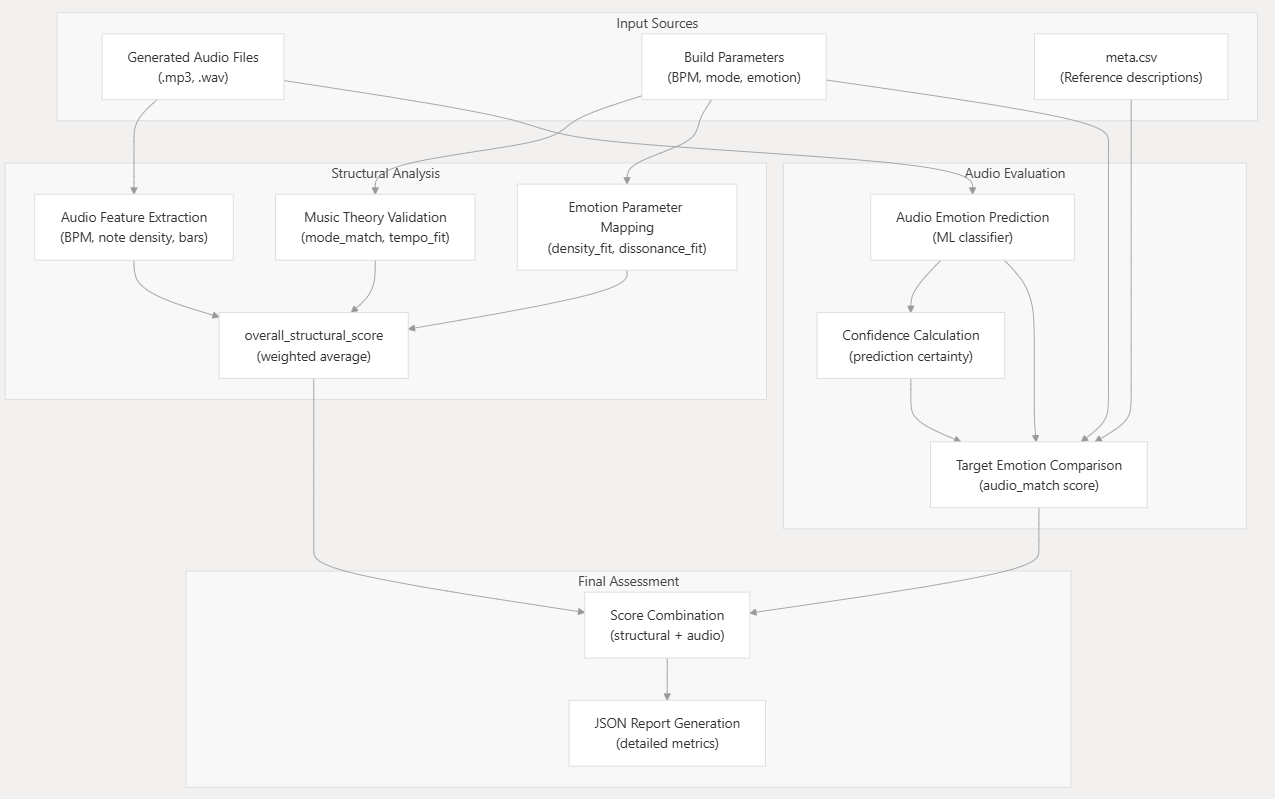 Input Sources
Generated Audio Files
(.mp3, .wav)
Build Parameters
(BPM, mode, emotion)
meta.csv
(Reference descriptions)
Structural Analysis
Audio Feature Extraction
(BPM, note density, bars)
Music Theory Validation
(mode_match, tempo_fit)
Emotion Parameter
Mapping
(density_fit, dissonance_fit)
overall_structural_score
(weighted average)
Audio Evaluation
Audio Emotion Prediction
(ML classifier)
Confidence Calculation
(prediction certainty)
Target Emotion Comparison
(audio_match score)
Final Assessment
Score Combination
(structural + audio)
JSON Report Generation
(detailed metrics)